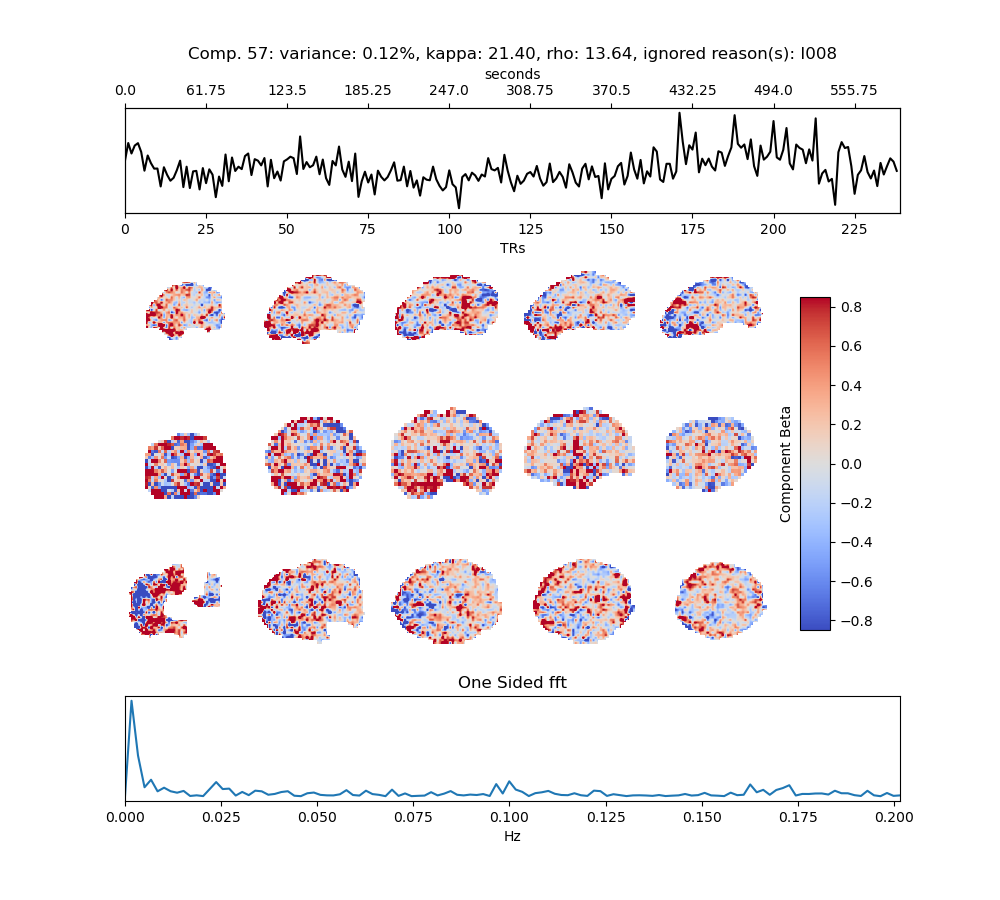 Comp. 57: variance: 0.12%, kappa: 21.40, rho: 13.64, ignored reason(s): I008
seconds
0.0 61.75 123.5 185.25 247.0 308.75 370.5 432.25 494.0 555.75
0 25 50 75 100 125 150 175 200 225
TRs
0.8
0.6
0.4
0.2
0.0
−0.2
−0.4
−0.6
−0.8
Component Beta
One Sided fft
0.000 0.025 0.050 0.075 0.100 0.125 0.150 0.175 0.200
Hz